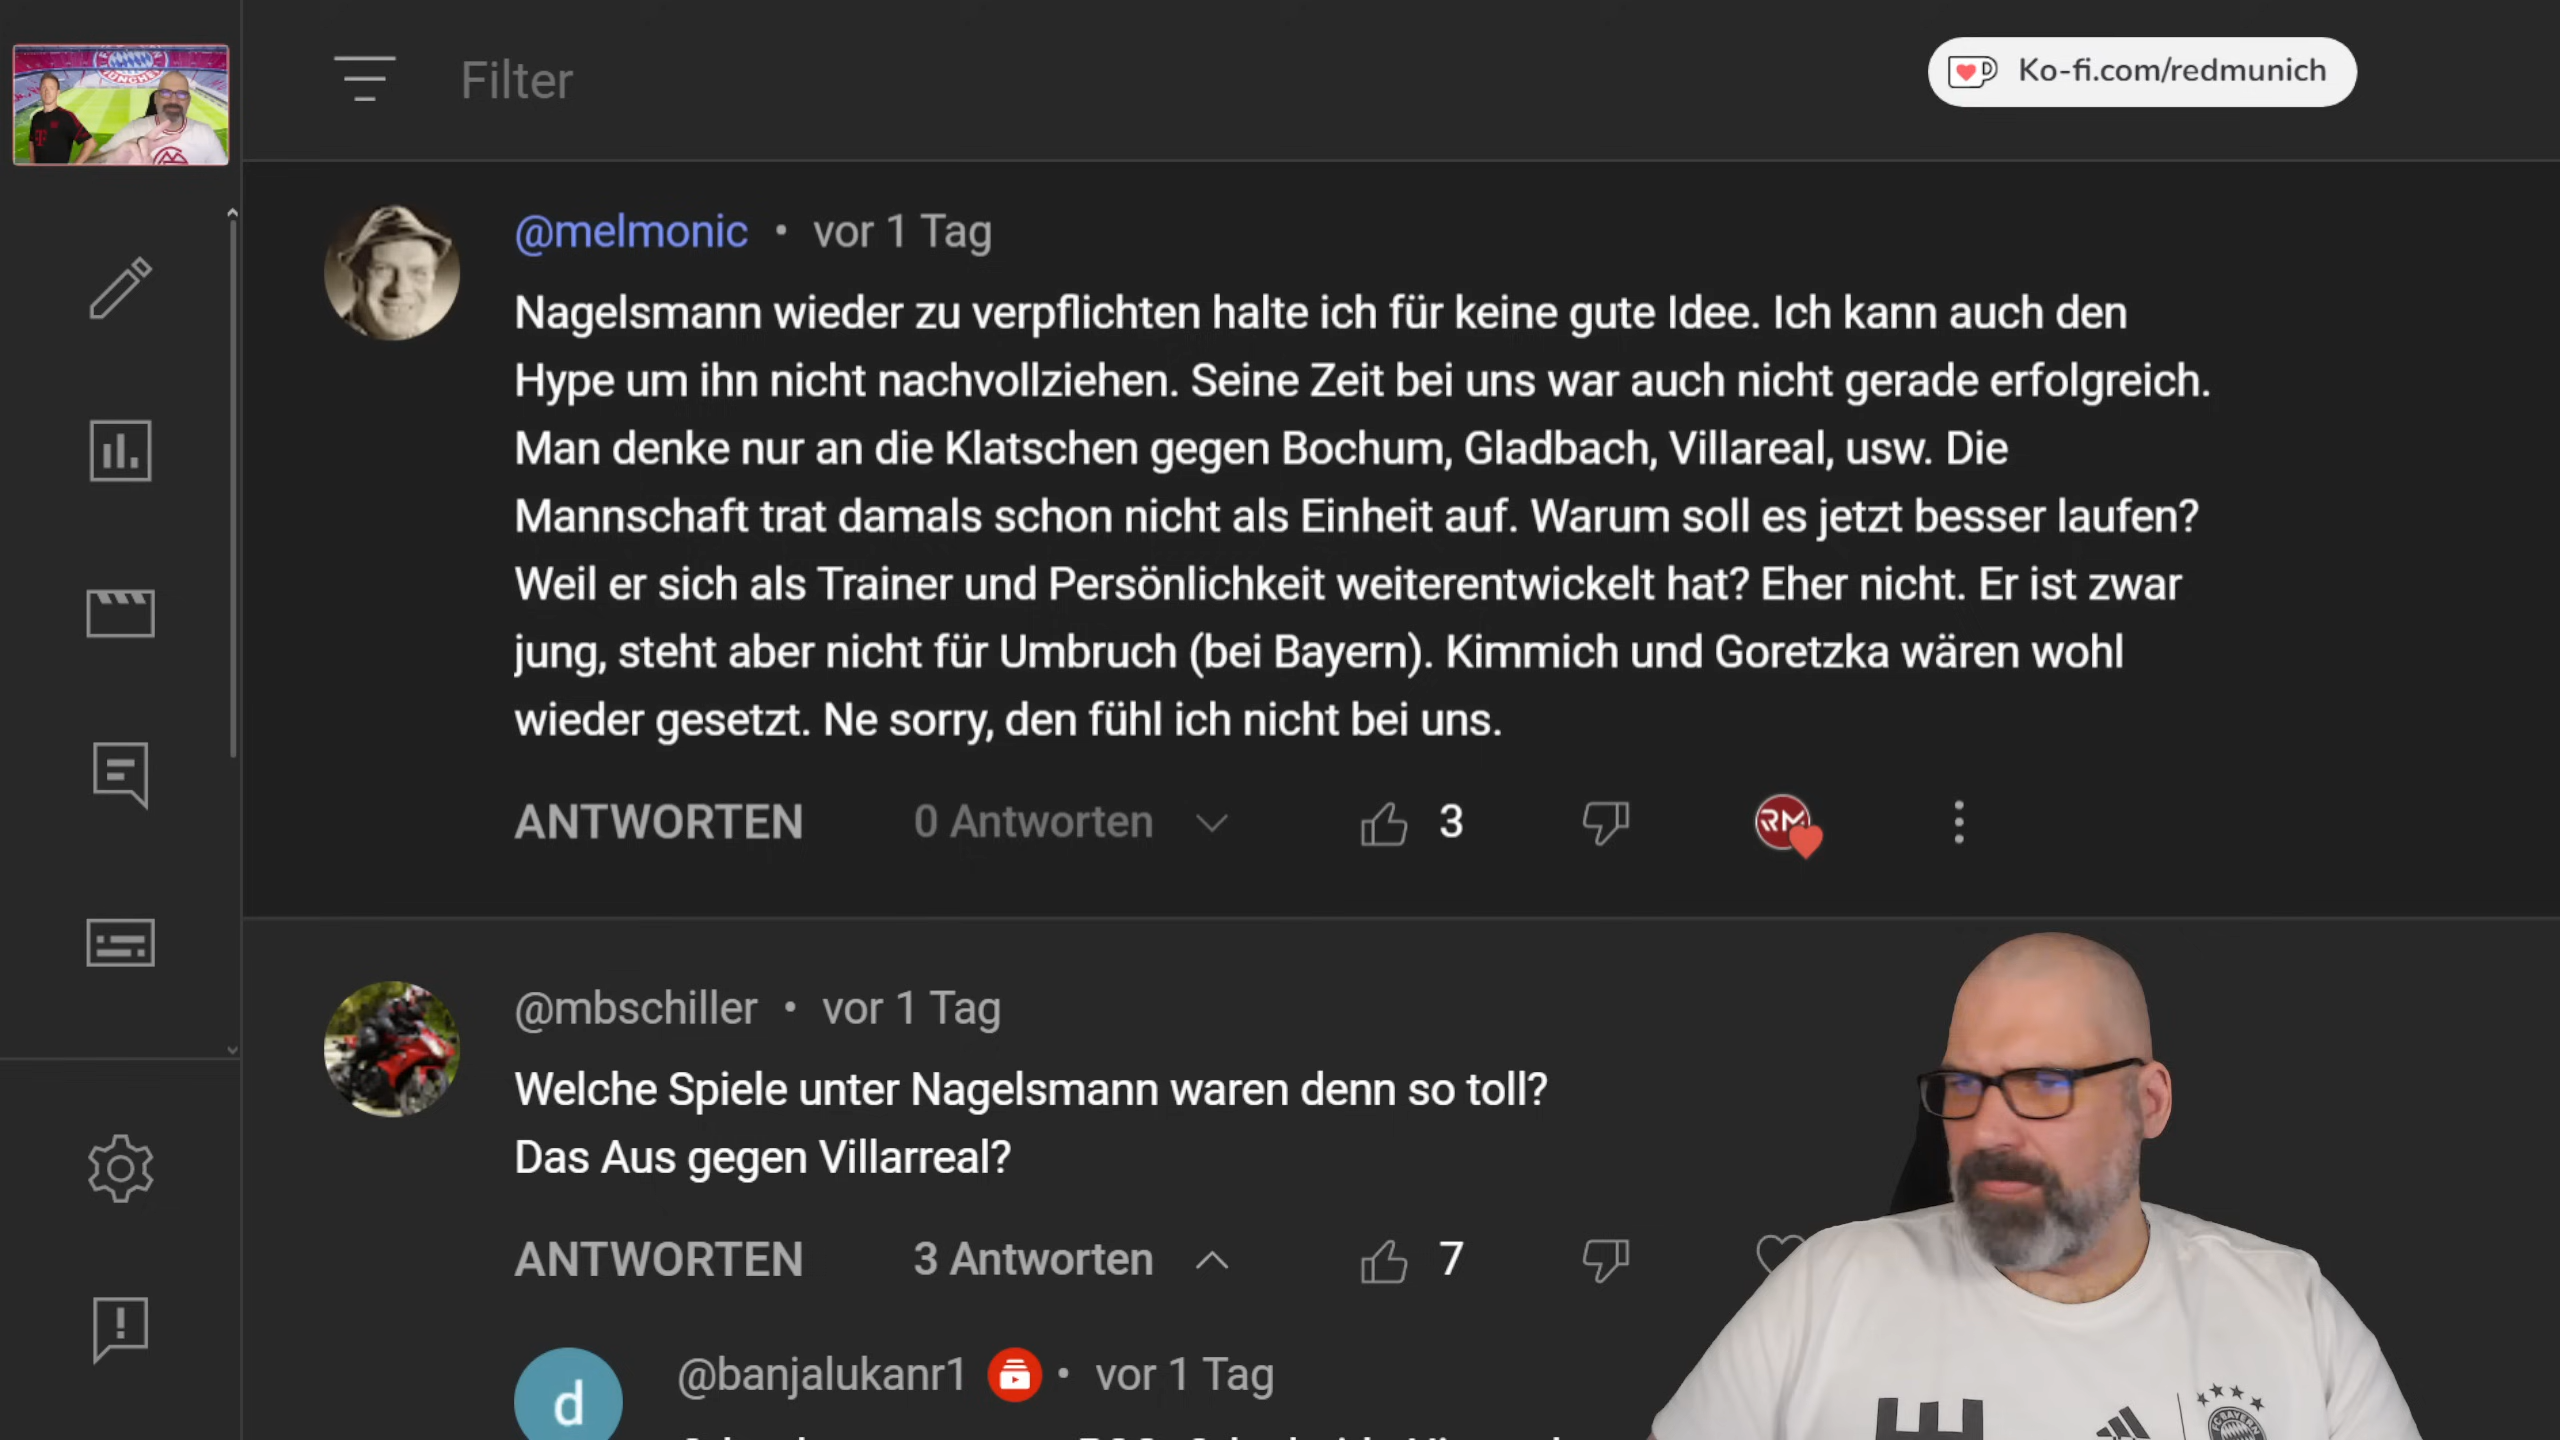 Filter
Ko-fi.com/redmunich
@melmonic • vor 1 Tag
Nagelsmann wieder zu verpflichten halte ich für keine gute Idee. Ich kann auch den
Hype um ihn nicht nachvollziehen. Seine Zeit bei uns war auch nicht gerade erfolgreich.
Man denke nur an die Klatschen gegen Bochum, Gladbach, Villareal, usw. Die
Mannschaft trat damals schon nicht als Einheit auf. Warum soll es jetzt besser laufen?
Weil er sich als Trainer und Persönlichkeit weiterentwickelt hat? Eher nicht. Er ist zwar
jung, steht aber nicht für Umbruch (bei Bayern). Kimmich und Goretzka wären wohl
wieder gesetzt. Ne sorry, den fühl ich nicht bei uns.
ANTWORTEN 0 Antworten 3 RM
@mbschiller • vor 1 Tag
Welche Spiele unter Nagelsmann waren denn so toll?
Das Aus gegen Villarreal?
ANTWORTEN 3 Antworten 7
d @banjalukanr1 • vor 1 Tag